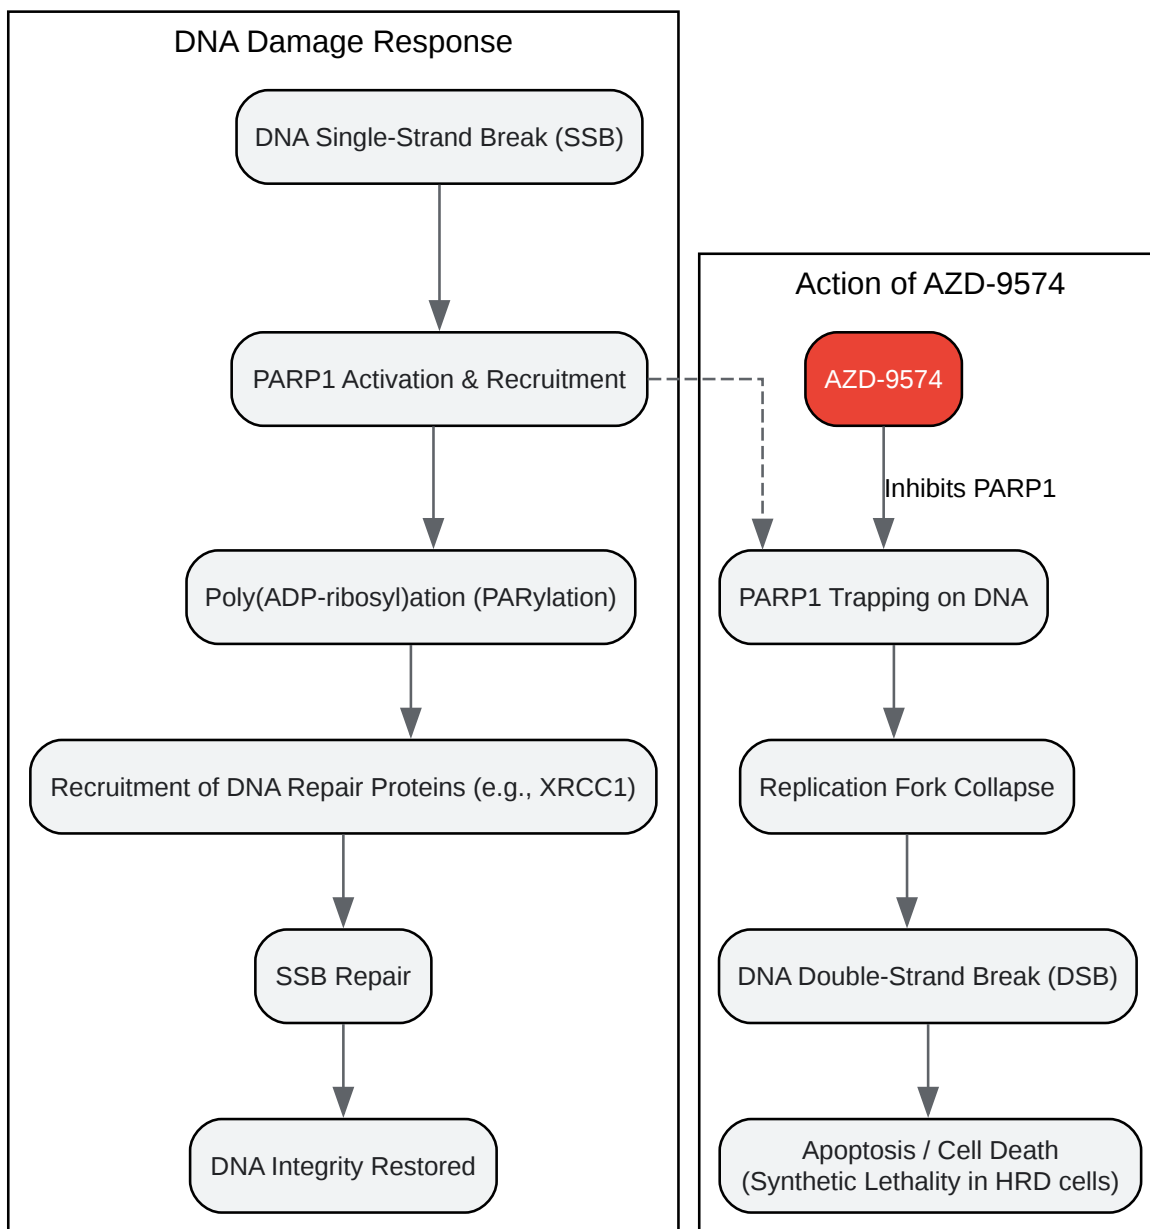 DNA Damage Response
DNA Single-Strand Break (SSB)
PARP1 Activation & Recruitment
Poly(ADP-ribosyl)ation (PARylation)
Recruitment of DNA Repair Proteins (e.g., XRCC1)
SSB Repair
DNA Integrity Restored
Action of AZD-9574
AZD-9574
Inhibits PARP1
PARP1 Trapping on DNA
Replication Fork Collapse
DNA Double-Strand Break (DSB)
Apoptosis / Cell Death
(Synthetic Lethality in HRD cells)